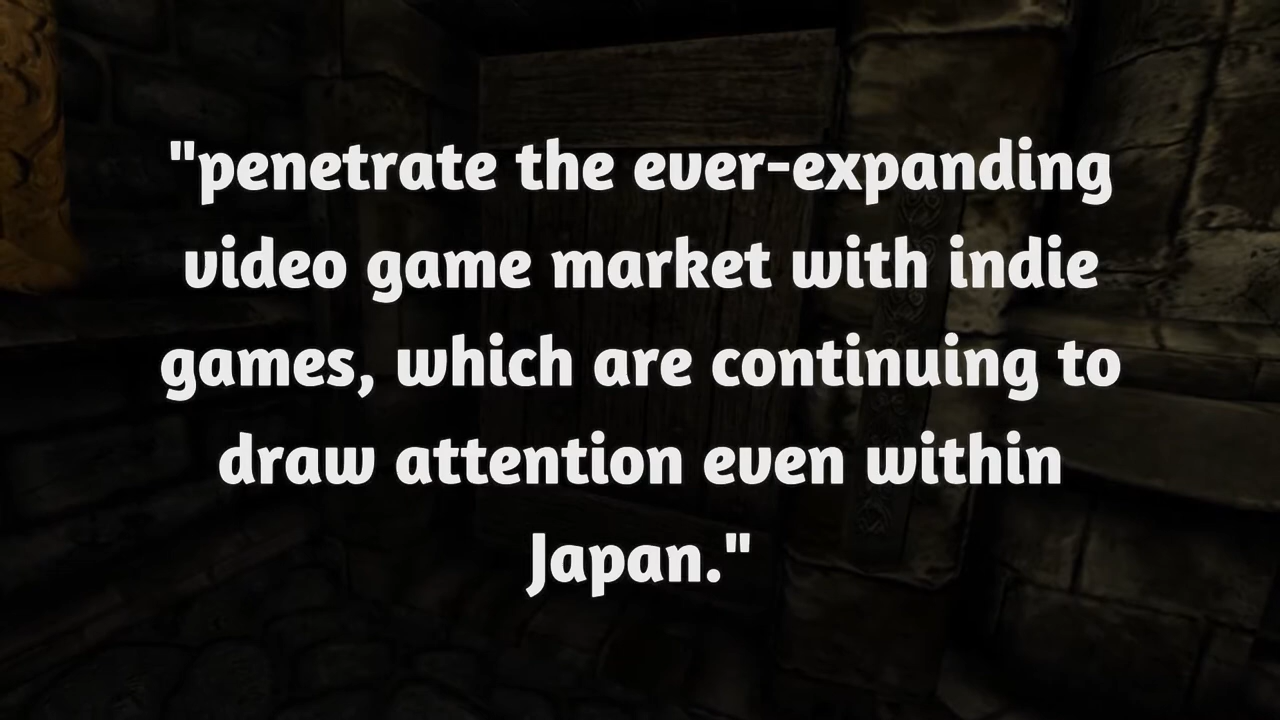 "penetrate the ever-expanding
video game market with indie
games, which are continuing to
draw attention even within
Japan."